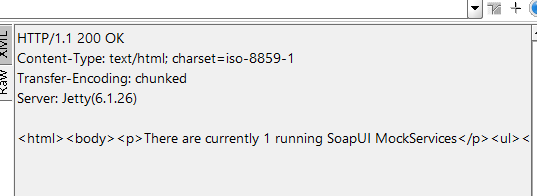 XML
Raw
HTTP/1.1 200 OK
Content-Type: text/html; charset=iso-8859-1
Transfer-Encoding: chunked
Server: Jetty(6.1.26)
<html><body><p>There are currently 1 running SoapUI MockServices</p><ul><